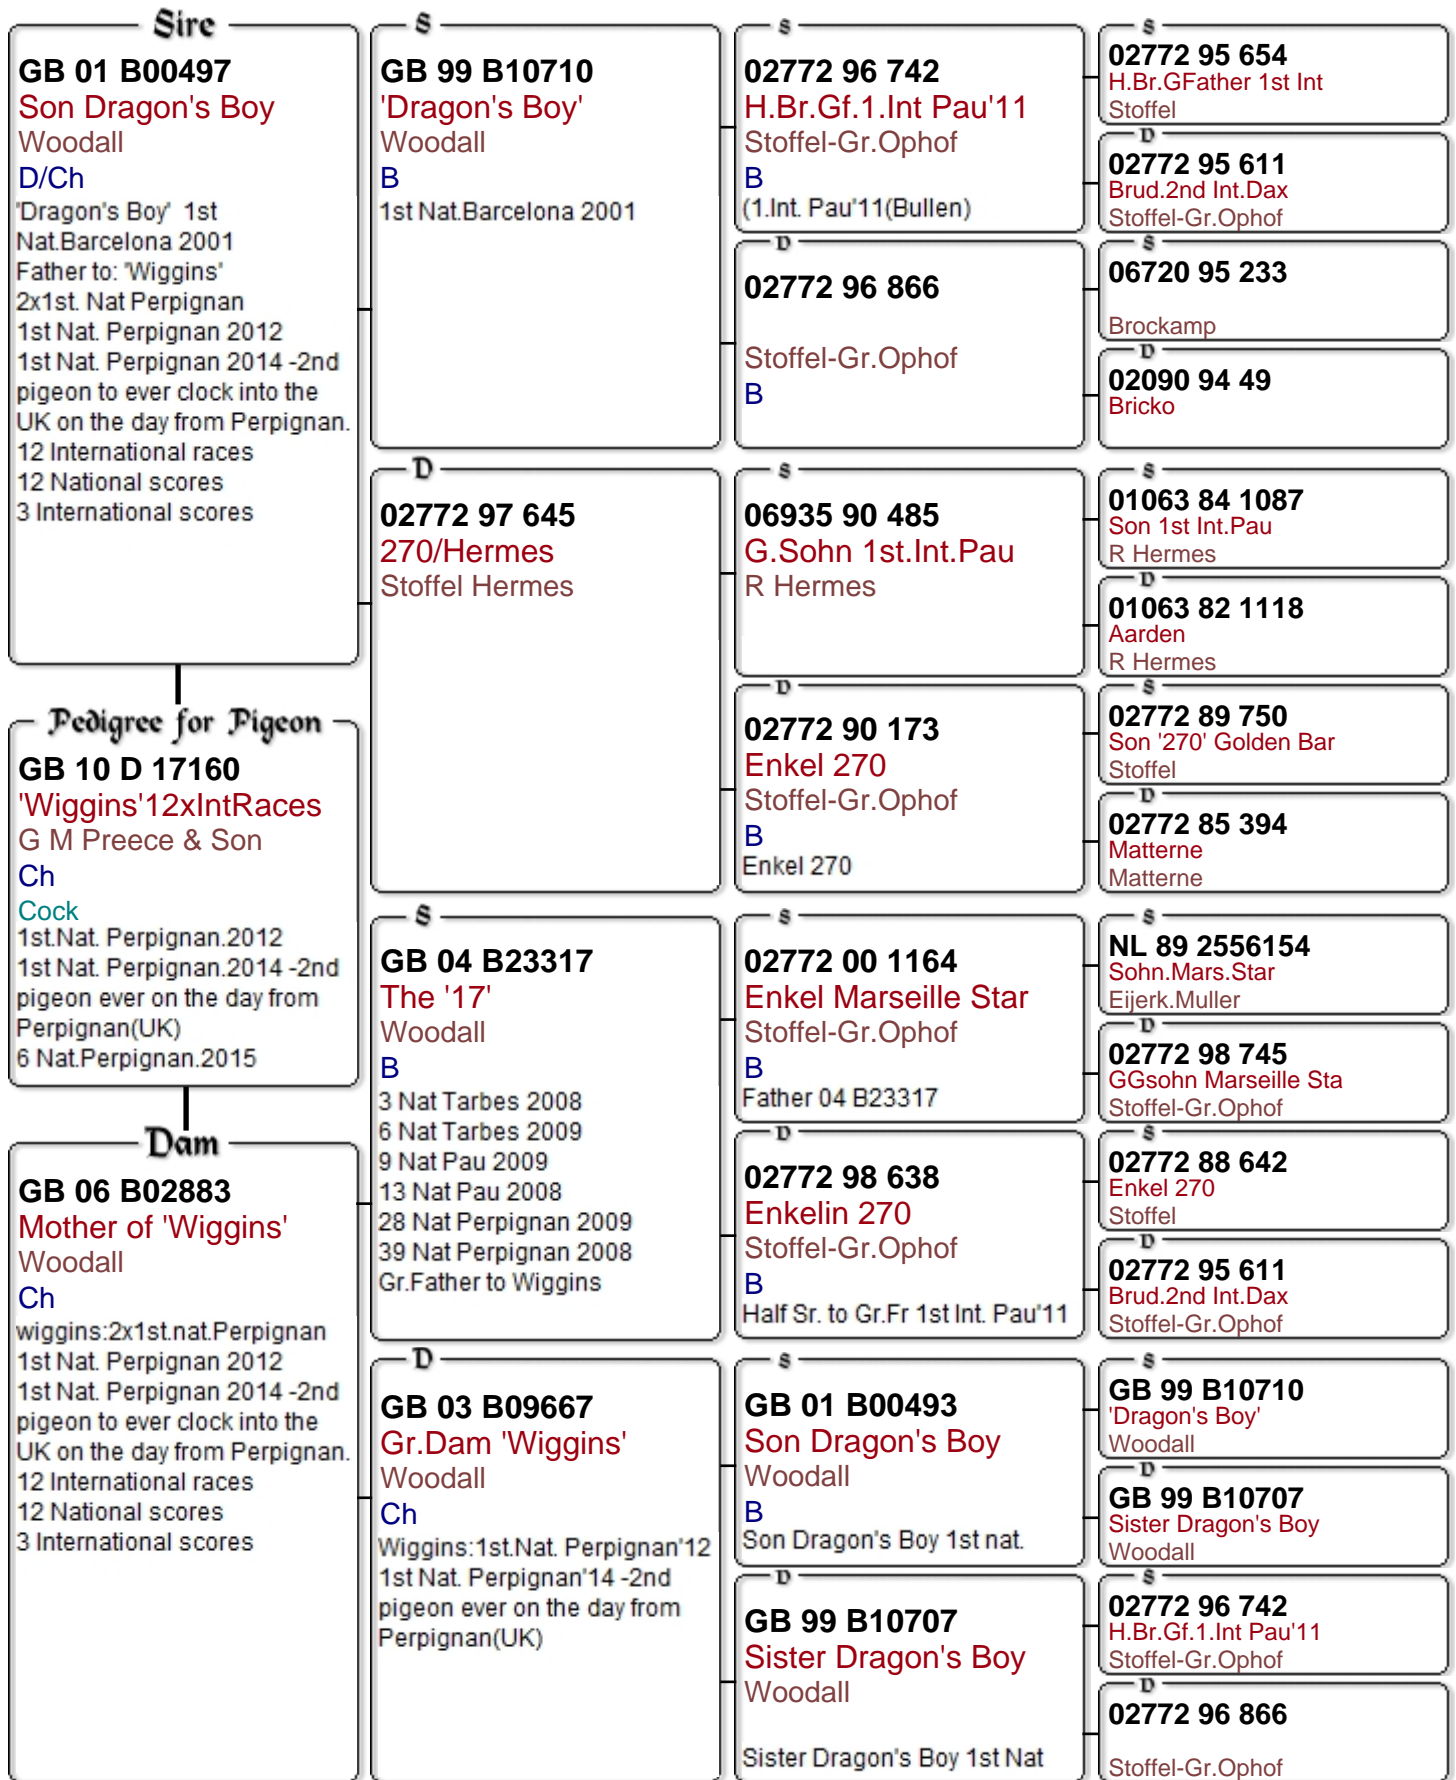 Sire
GB 01 B00497
Son Dragon's Boy
Woodall
D/Ch
'Dragon's Boy'  1st
Nat.Barcelona 2001
Father to: 'Wiggins'
2x1st. Nat Perpignan
1st Nat. Perpignan 2012
1st Nat. Perpignan 2014 -2nd
pigeon to ever clock into the
UK on the day from Perpignan.
12 International races
12 National scores
3 International scores
Pedigree for Pigeon
GB 10 D 17160
'Wiggins'12xIntRaces
G M Preece & Son
Ch
Cock
1st.Nat. Perpignan.2012
1st Nat. Perpignan.2014 -2nd
pigeon ever on the day from
Perpignan(UK)
6 Nat.Perpignan.2015
Dam
GB 06 B02883
Mother of 'Wiggins'
Woodall
Ch
wiggins:2x1st.nat.Perpignan
1st Nat. Perpignan 2012
1st Nat. Perpignan 2014 -2nd
pigeon to ever clock into the
UK on the day from Perpignan.
12 International races
12 National scores
3 International scores
S
GB 99 B10710
'Dragon's Boy'
Woodall
B
1st Nat.Barcelona 2001
D
02772 97 645
270/Hermes
Stoffel Hermes
S
GB 04 B23317
The '17'
Woodall
B
3 Nat Tarbes 2008
6 Nat Tarbes 2009
9 Nat Pau 2009
13 Nat Pau 2008
28 Nat Perpignan 2009
39 Nat Perpignan 2008
Gr.Father to Wiggins
D
GB 03 B09667
Gr.Dam 'Wiggins'
Woodall
Ch
Wiggins:1st.Nat. Perpignan'12
1st Nat. Perpignan'14 -2nd
pigeon ever on the day from
Perpignan(UK)
S
02772 96 742
H.Br.Gf.1.Int Pau'11
Stoffel-Gr.Ophof
B
(1.Int. Pau'11(Bullen)
D
02772 96 866
Stoffel-Gr.Ophof
B
S
06935 90 485
G.Sohn 1st.Int.Pau
R Hermes
D
02772 90 173
Enkel 270
Stoffel-Gr.Ophof
B
Enkel 270
S
02772 00 1164
Enkel Marseille Star
Stoffel-Gr.Ophof
B
Father 04 B23317
D
02772 98 638
Enkelin 270
Stoffel-Gr.Ophof
B
Half Sr. to Gr.Fr 1st Int. Pau'11
S
GB 01 B00493
Son Dragon's Boy
Woodall
B
Son Dragon's Boy 1st nat.
D
GB 99 B10707
Sister Dragon's Boy
Woodall
Sister Dragon's Boy 1st Nat
S
02772 95 654
H.Br.GFather 1st Int
Stoffel
D
02772 95 611
Brud.2nd Int.Dax
Stoffel-Gr.Ophof
S
06720 95 233
Brockamp
D
02090 94 49
Bricko
S
01063 84 1087
Son 1st Int.Pau
R Hermes
D
01063 82 1118
Aarden
R Hermes
S
02772 89 750
Son '270' Golden Bar
Stoffel
D
02772 85 394
Matterne
Matterne
S
NL 89 2556154
Sohn.Mars.Star
Eijerk.Muller
D
02772 98 745
GGsohn Marseille Sta
Stoffel-Gr.Ophof
S
02772 88 642
Enkel 270
Stoffel
D
02772 95 611
Brud.2nd Int.Dax
Stoffel-Gr.Ophof
S
GB 99 B10710
'Dragon's Boy'
Woodall
D
GB 99 B10707
Sister Dragon's Boy
Woodall
S
02772 96 742
H.Br.Gf.1.Int Pau'11
Stoffel-Gr.Ophof
D
02772 96 866
Stoffel-Gr.Ophof